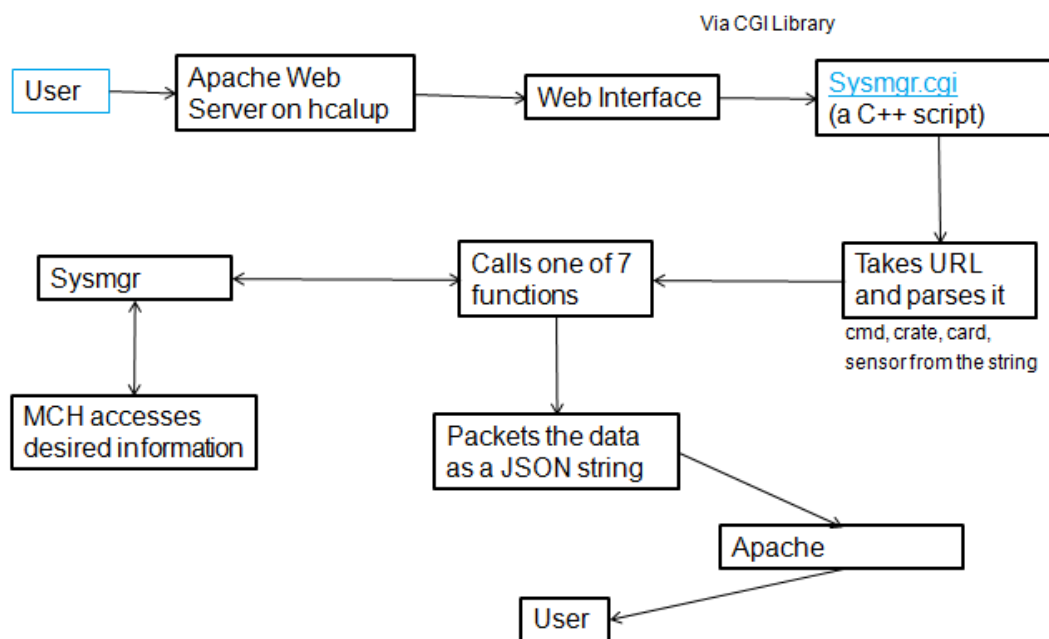 Via CGI Library
User
Apache Web
Server on hcalup
Web Interface
Sysmgr.cgi
(a C++ script)
Sysmgr
Calls one of 7
functions
Takes URL
and parses it
cmd, crate, card,
sensor from the string
MCH accesses
desired information
Packets the data
as a JSON string
Apache
User